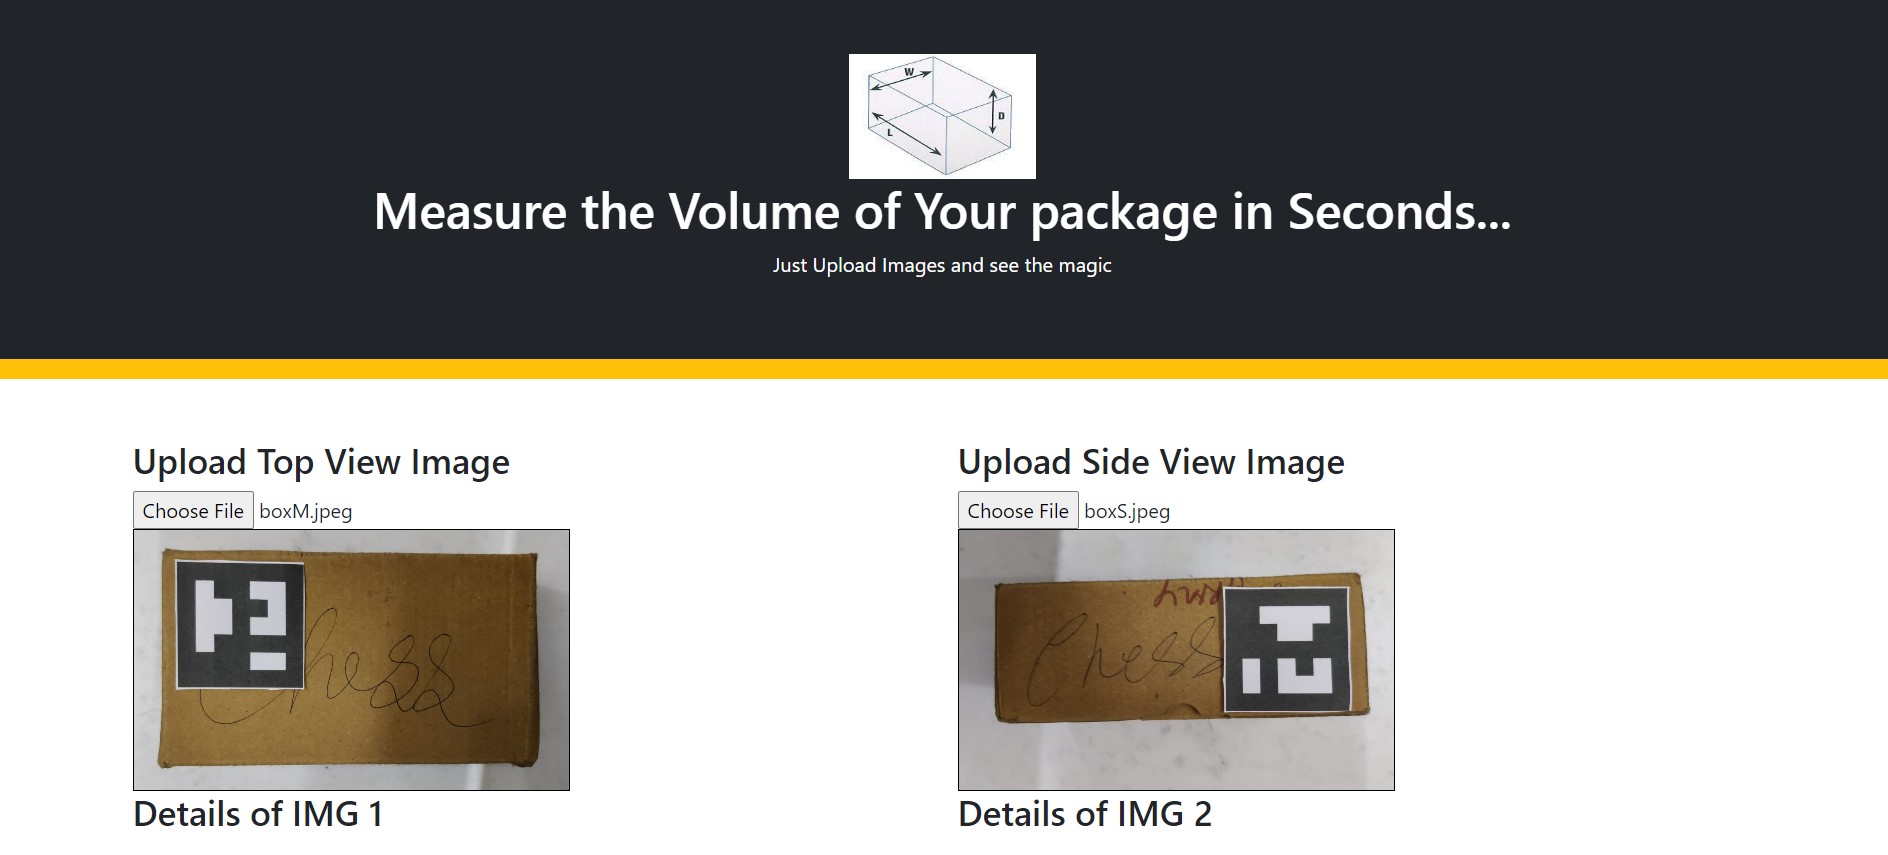 W
D
L
Measure the Volume of Your package in Seconds...
Just Upload Images and see the magic
Upload Top View Image
Choose File boxM.jpeg
Chess
Details of IMG 1
Upload Side View Image
Choose File boxS.jpeg
Chess
Details of IMG 2